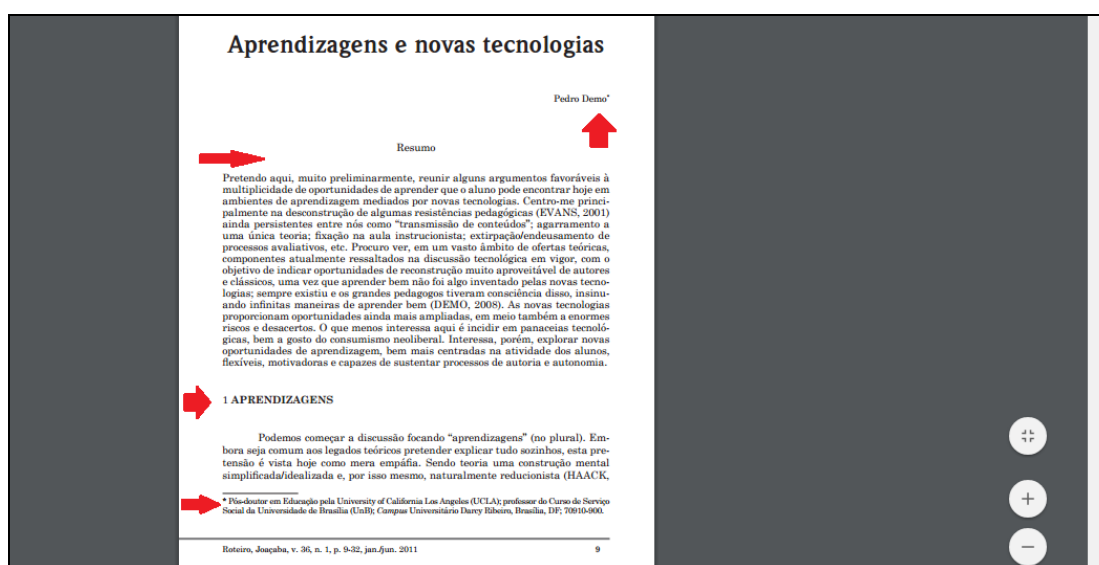 Aprendizagens e novas tecnologias
Pedro Demo*
Resumo
Pretendo aqui, muito preliminarmente, reunir alguns argumentos favoráveis à
multiplicidade de oportunidades de aprender que o aluno pode encontrar hoje em
ambientes de aprendizagem mediados por novas tecnologias. Centro-me princi-
palmente na desconstrução de algumas resistências pedagógicas (EVANS, 2001)
ainda persistentes entre nós como “transmissão de conteúdos”; agarramento a
uma única teoria; fixação na aula instrucionista; extirpação/endeusamento de
processos avaliativos, etc. Procuro ver, em um vasto âmbito de ofertas teóricas,
componentes atualmente ressaltados na discussão tecnológica em vigor, com o
objetivo de indicar oportunidades de reconstrução muito aproveitável de autores
e clássicos, uma vez que aprender bem não foi algo inventado pelas novas tecno-
logias; sempre existiu e os grandes pedagogos tiveram consciência disso, insinu-
ando infinitas maneiras de aprender bem (DEMO, 2008). As novas tecnologias
proporcionam oportunidades ainda mais ampliadas, em meio também a enormes
riscos e desacertos. O que menos interessa aqui é incidir em panaceias tecnoló-
gicas, bem a gosto do consumismo neoliberal. Interessa, porém, explorar novas
oportunidades de aprendizagem, bem mais centradas na atividade dos alunos,
flexíveis, motivadoras e capazes de sustentar processos de autoria e autonomia.
1 APRENDIZAGENS
Podemos começar a discussão focando “aprendizagens” (no plural). Em-
bora seja comum aos legados teóricos pretender explicar tudo sozinhos, esta pre-
tensão é vista hoje como mera empáfia. Sendo teoria uma construção mental
simplificada/idealizada e, por isso mesmo, naturalmente reducionista (HAACK,
* Pós-doutor em Educação pela University of California Los Angeles (UCLA); professor do Curso de Serviço
Social da Universidade de Brasília (UnB); Campus Universitário Darcy Ribeiro, Brasília, DF; 70910-900.
Roteiro, Joaçaba, v. 36, n. 1, p. 9-32, jan./jun. 2011 9